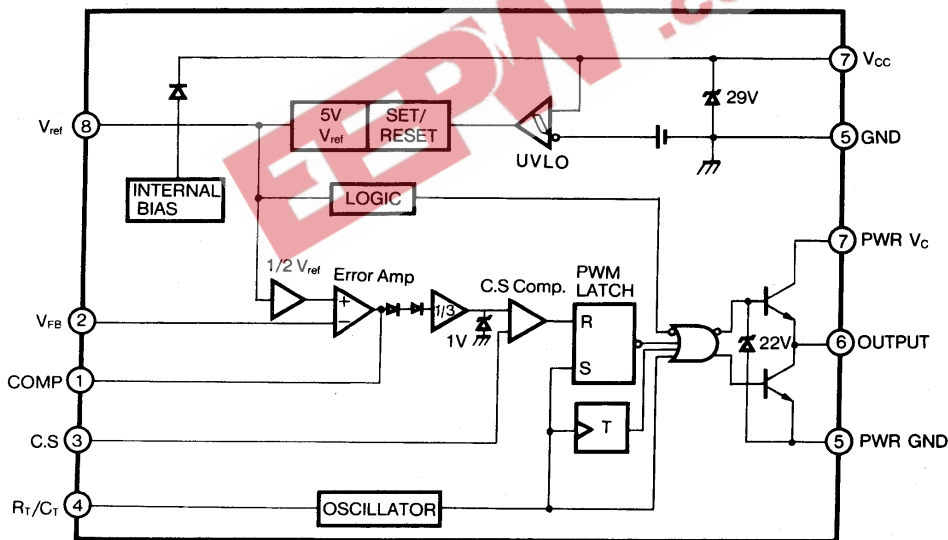 EEPW.co
7 Vcc
29V
8 Vref
5V Vref
SET/ RESET
UVLO
5 GND
INTERNAL BIAS
LOGIC
7 PWR Vc
1/2 Vref
Error Amp
C.S Comp.
PWM LATCH
+
−
1/3
1V
R
S
22V
2 VFB
6 OUTPUT
1 COMP
T
3 C.S
5 PWR GND
4 RT/CT
OSCILLATOR